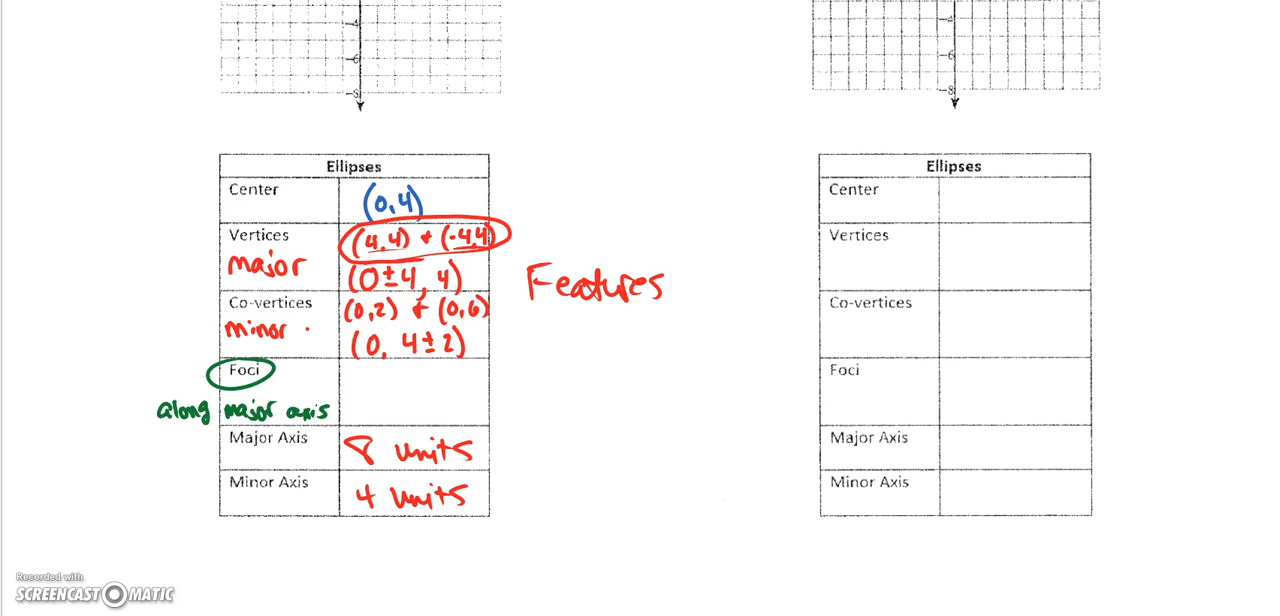 -4
-6
-8
-4
-6
-8
Ellipses
Center
(0,4)
Vertices
major
(4,4) + (-4,4)
(0±4, 4)
Co-vertices
minor
(0,2) + (0,6)
(0, 4±2)
Foci
along major axis
Major Axis
8 units
Minor Axis
4 units
Features
Ellipses
Center
Vertices
Co-vertices
Foci
Major Axis
Minor Axis
Recorded with
SCREENCAST MATIC